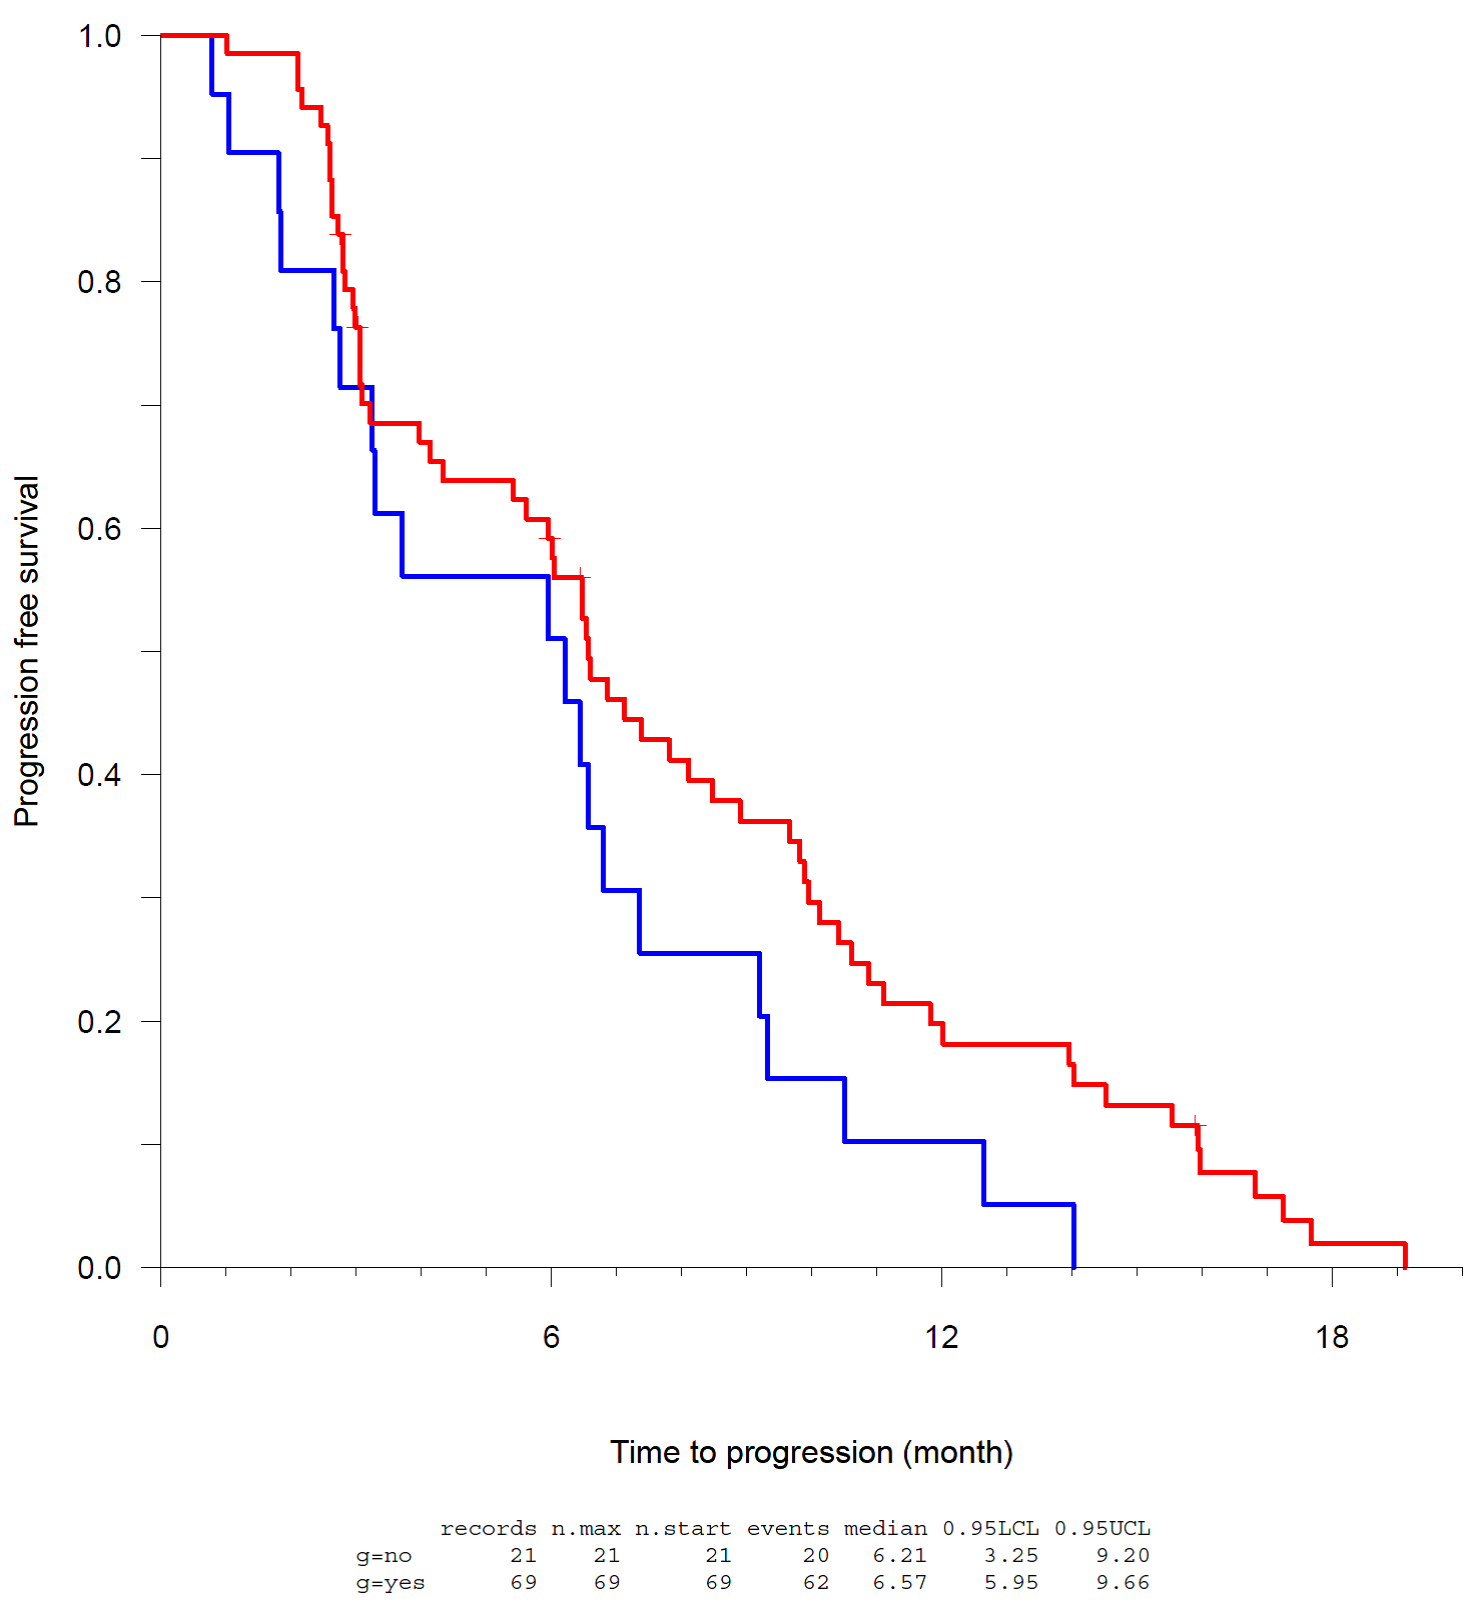 1.0
0.8
0.6
0.4
0.2
0.0
Progression free survival
0 6 12 18
Time to progression (month)
records n.max n.start events median 0.95LCL 0.95UCL
g=no 21 21 21 20 6.21 3.25 9.20
g=yes 69 69 69 62 6.57 5.95 9.66